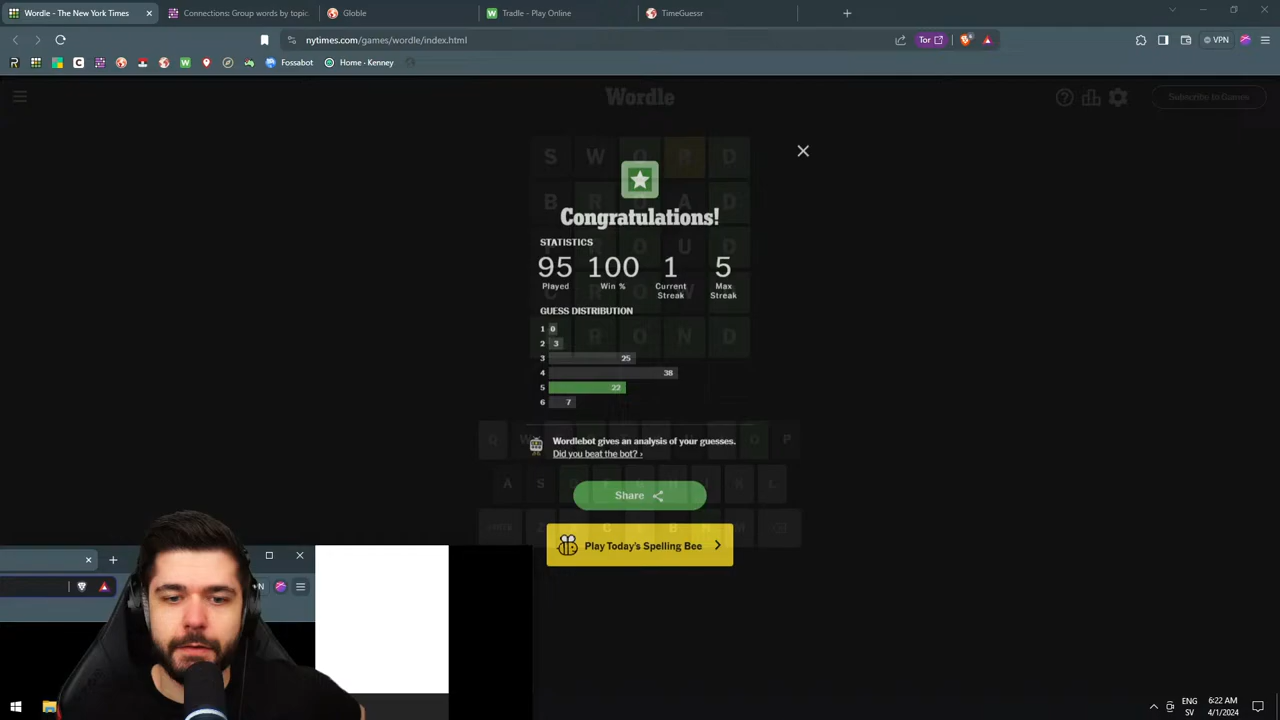 Wordle - The New York Times
Connections: Group words by topic.
Globle
Tradle - Play Online
TimeGuessr
nytimes.com/games/wordle/index.html
Tor
VPN
Fossabot
Home · Kenney
Wordle
Subscribe to Games
S W O R D
B R O A D
Congratulations!
STATISTICS
95 100 1 5
Played Win % Current Streak Max Streak
GUESS DISTRIBUTION
1 0
2 3
3 25
4 38
5 22
6 7
Wordlebot gives an analysis of your guesses.
Did you beat the bot? ›
Share
Play Today's Spelling Bee
ENG
SV
6:22 AM
4/1/2024